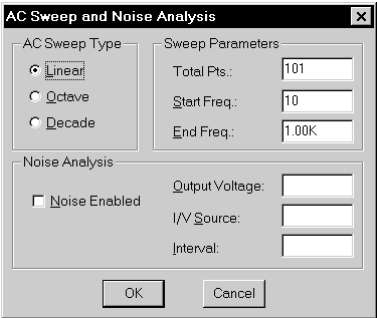 AC Sweep and Noise Analysis
AC Sweep Type
Linear
Octave
Decade
Sweep Parameters
Total Pts.: 101
Start Freq.: 10
End Freq.: 1.00K
Noise Analysis
Noise Enabled
Output Voltage:
I/V Source:
Interval:
OK Cancel